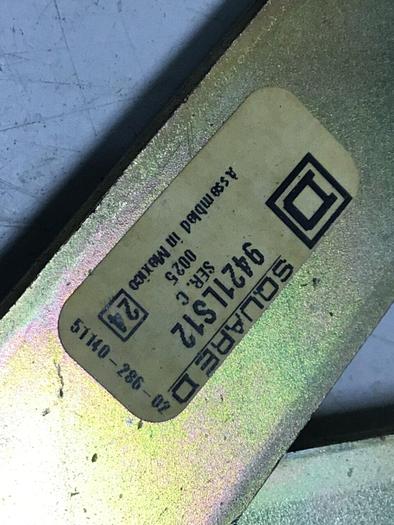 D
SQUARE D
9421LS12
SER. C
0025
Assembled in Mexico
24
51140-286-02